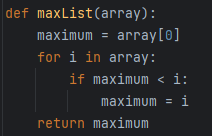 def maxList(array):
    maximum = array[0]
    for i in array:
        if maximum < i:
            maximum = i
    return maximum